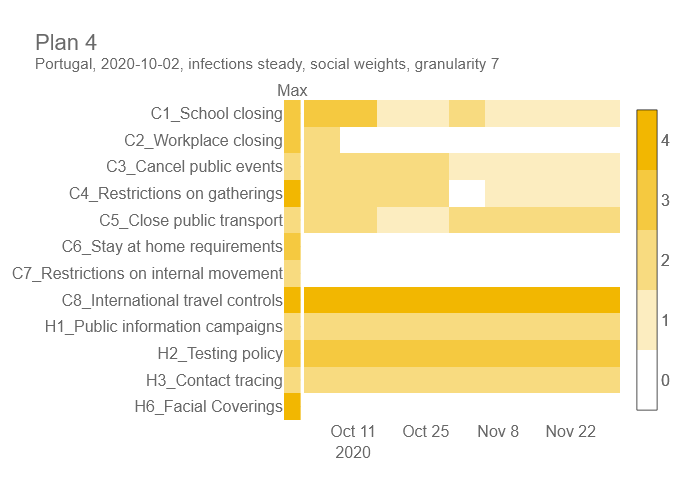 Plan 4
Portugal, 2020-10-02, infections steady, social weights, granularity 7
Max
C1_School closing
C2_Workplace closing
C3_Cancel public events
C4_Restrictions on gatherings
C5_Close public transport
C6_Stay at home requirements
C7_Restrictions on internal movement
C8_International travel controls
H1_Public information campaigns
H2_Testing policy
H3_Contact tracing
H6_Facial Coverings
Oct 11 Oct 25 Nov 8 Nov 22
2020
4
3
2
1
0